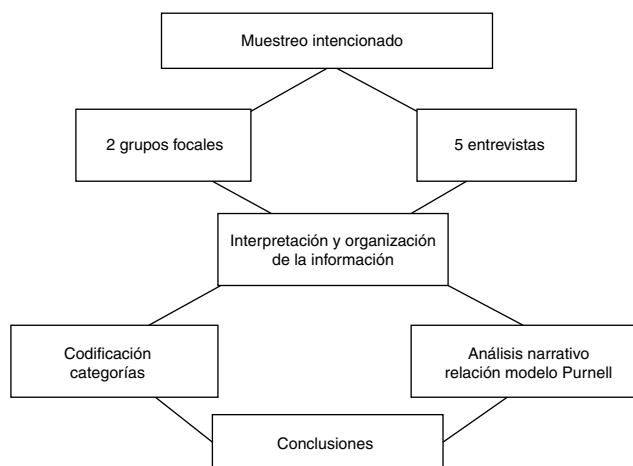 Muestreo intencionado
2 grupos focales
5 entrevistas
Interpretación y organización
de la información
Codificación
categorías
Análisis narrativo
relación modelo Purnell
Conclusiones